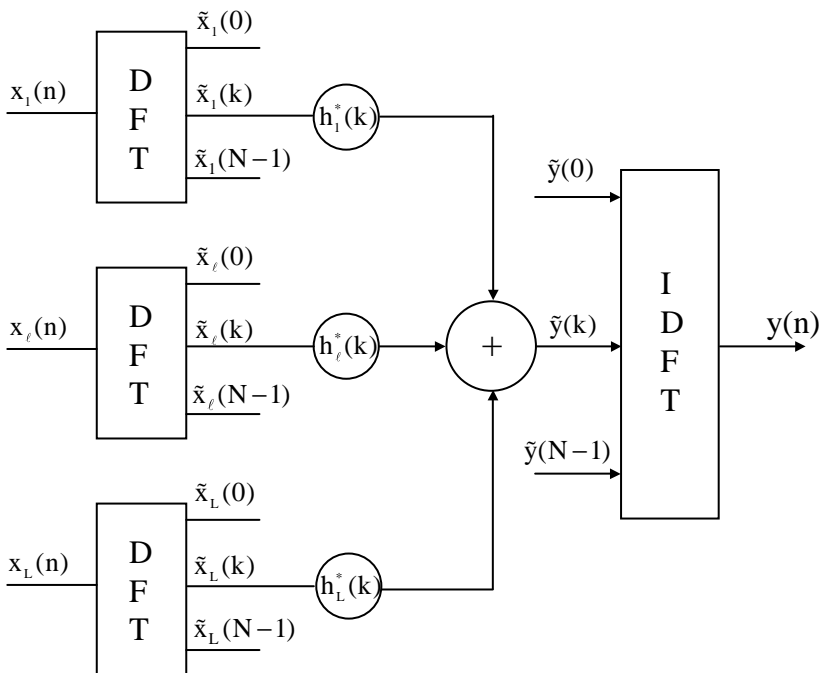 x̃₁(0)
x₁(n)
D
F
T
x̃₁(k)
h₁*(k)
x̃₁(N−1)
ỹ(0)
x̃ℓ(0)
xℓ(n)
D
F
T
x̃ℓ(k)
hℓ*(k)
+
ỹ(k)
I
D
F
T
y(n)
x̃ℓ(N−1)
ỹ(N−1)
x̃L(0)
xL(n)
D
F
T
x̃L(k)
hL*(k)
x̃L(N−1)